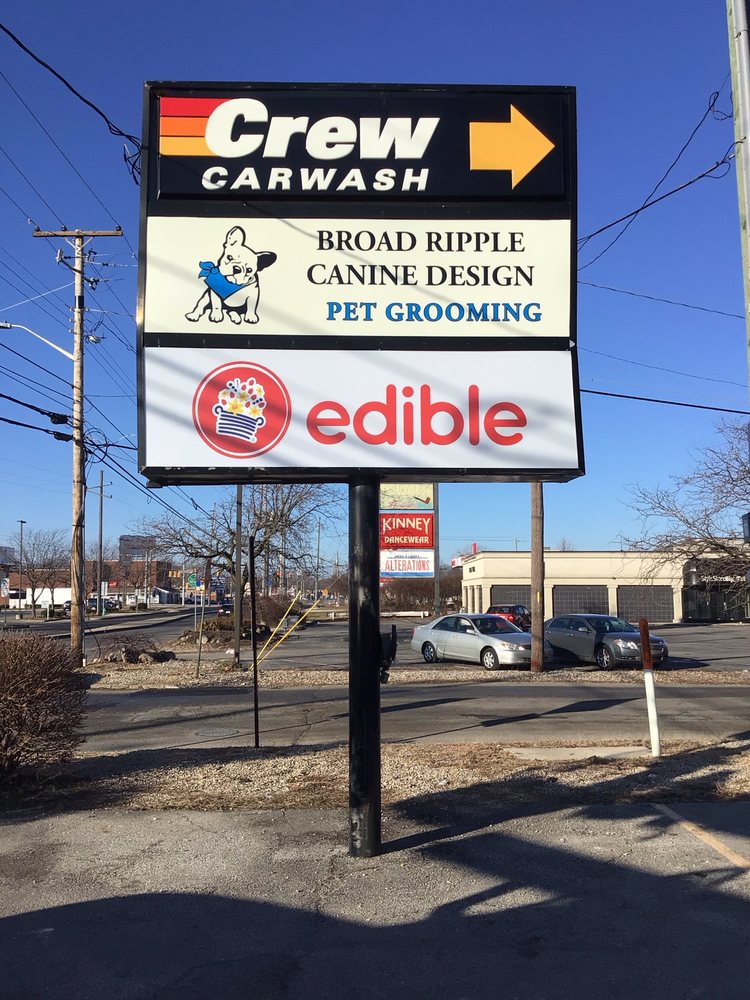 Crew
CARWASH
BROAD RIPPLE
CANINE DESIGN
PET GROOMING
edible
KINNEY
DANCEWEAR
ALTERATIONS